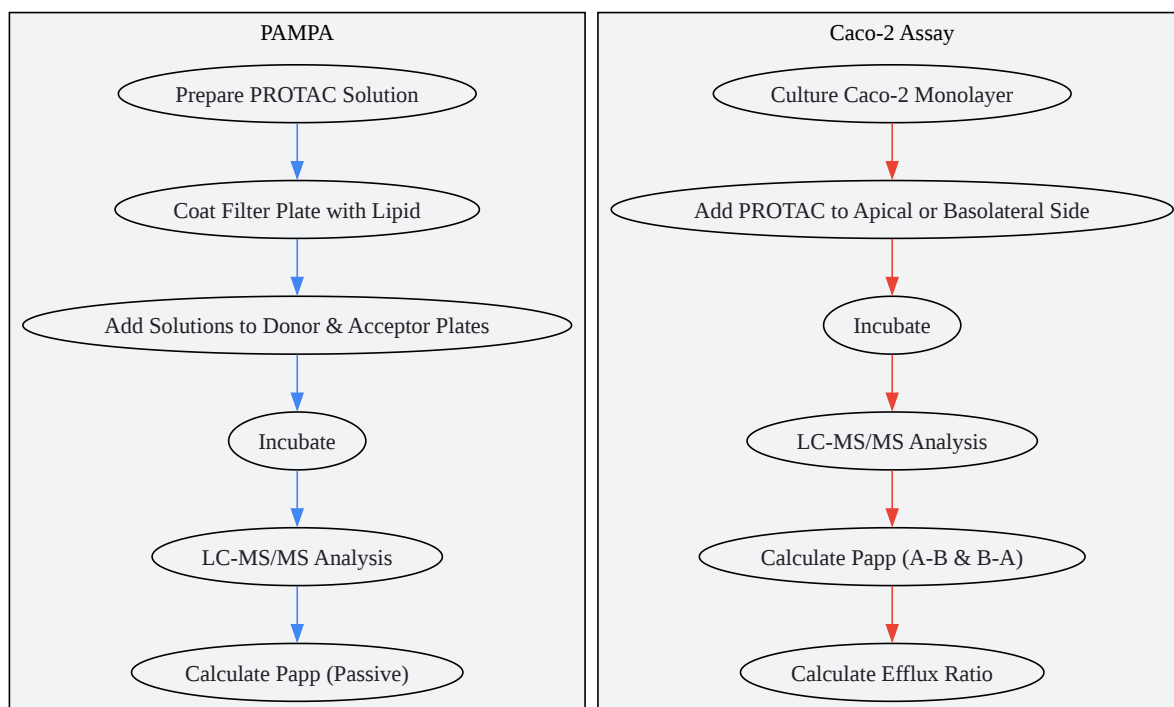 PAMPA
Prepare PROTAC Solution
Coat Filter Plate with Lipid
Add Solutions to Donor & Acceptor Plates
Incubate
LC-MS/MS Analysis
Calculate Papp (Passive)
Caco-2 Assay
Culture Caco-2 Monolayer
Add PROTAC to Apical or Basolateral Side
Incubate
LC-MS/MS Analysis
Calculate Papp (A-B & B-A)
Calculate Efflux Ratio